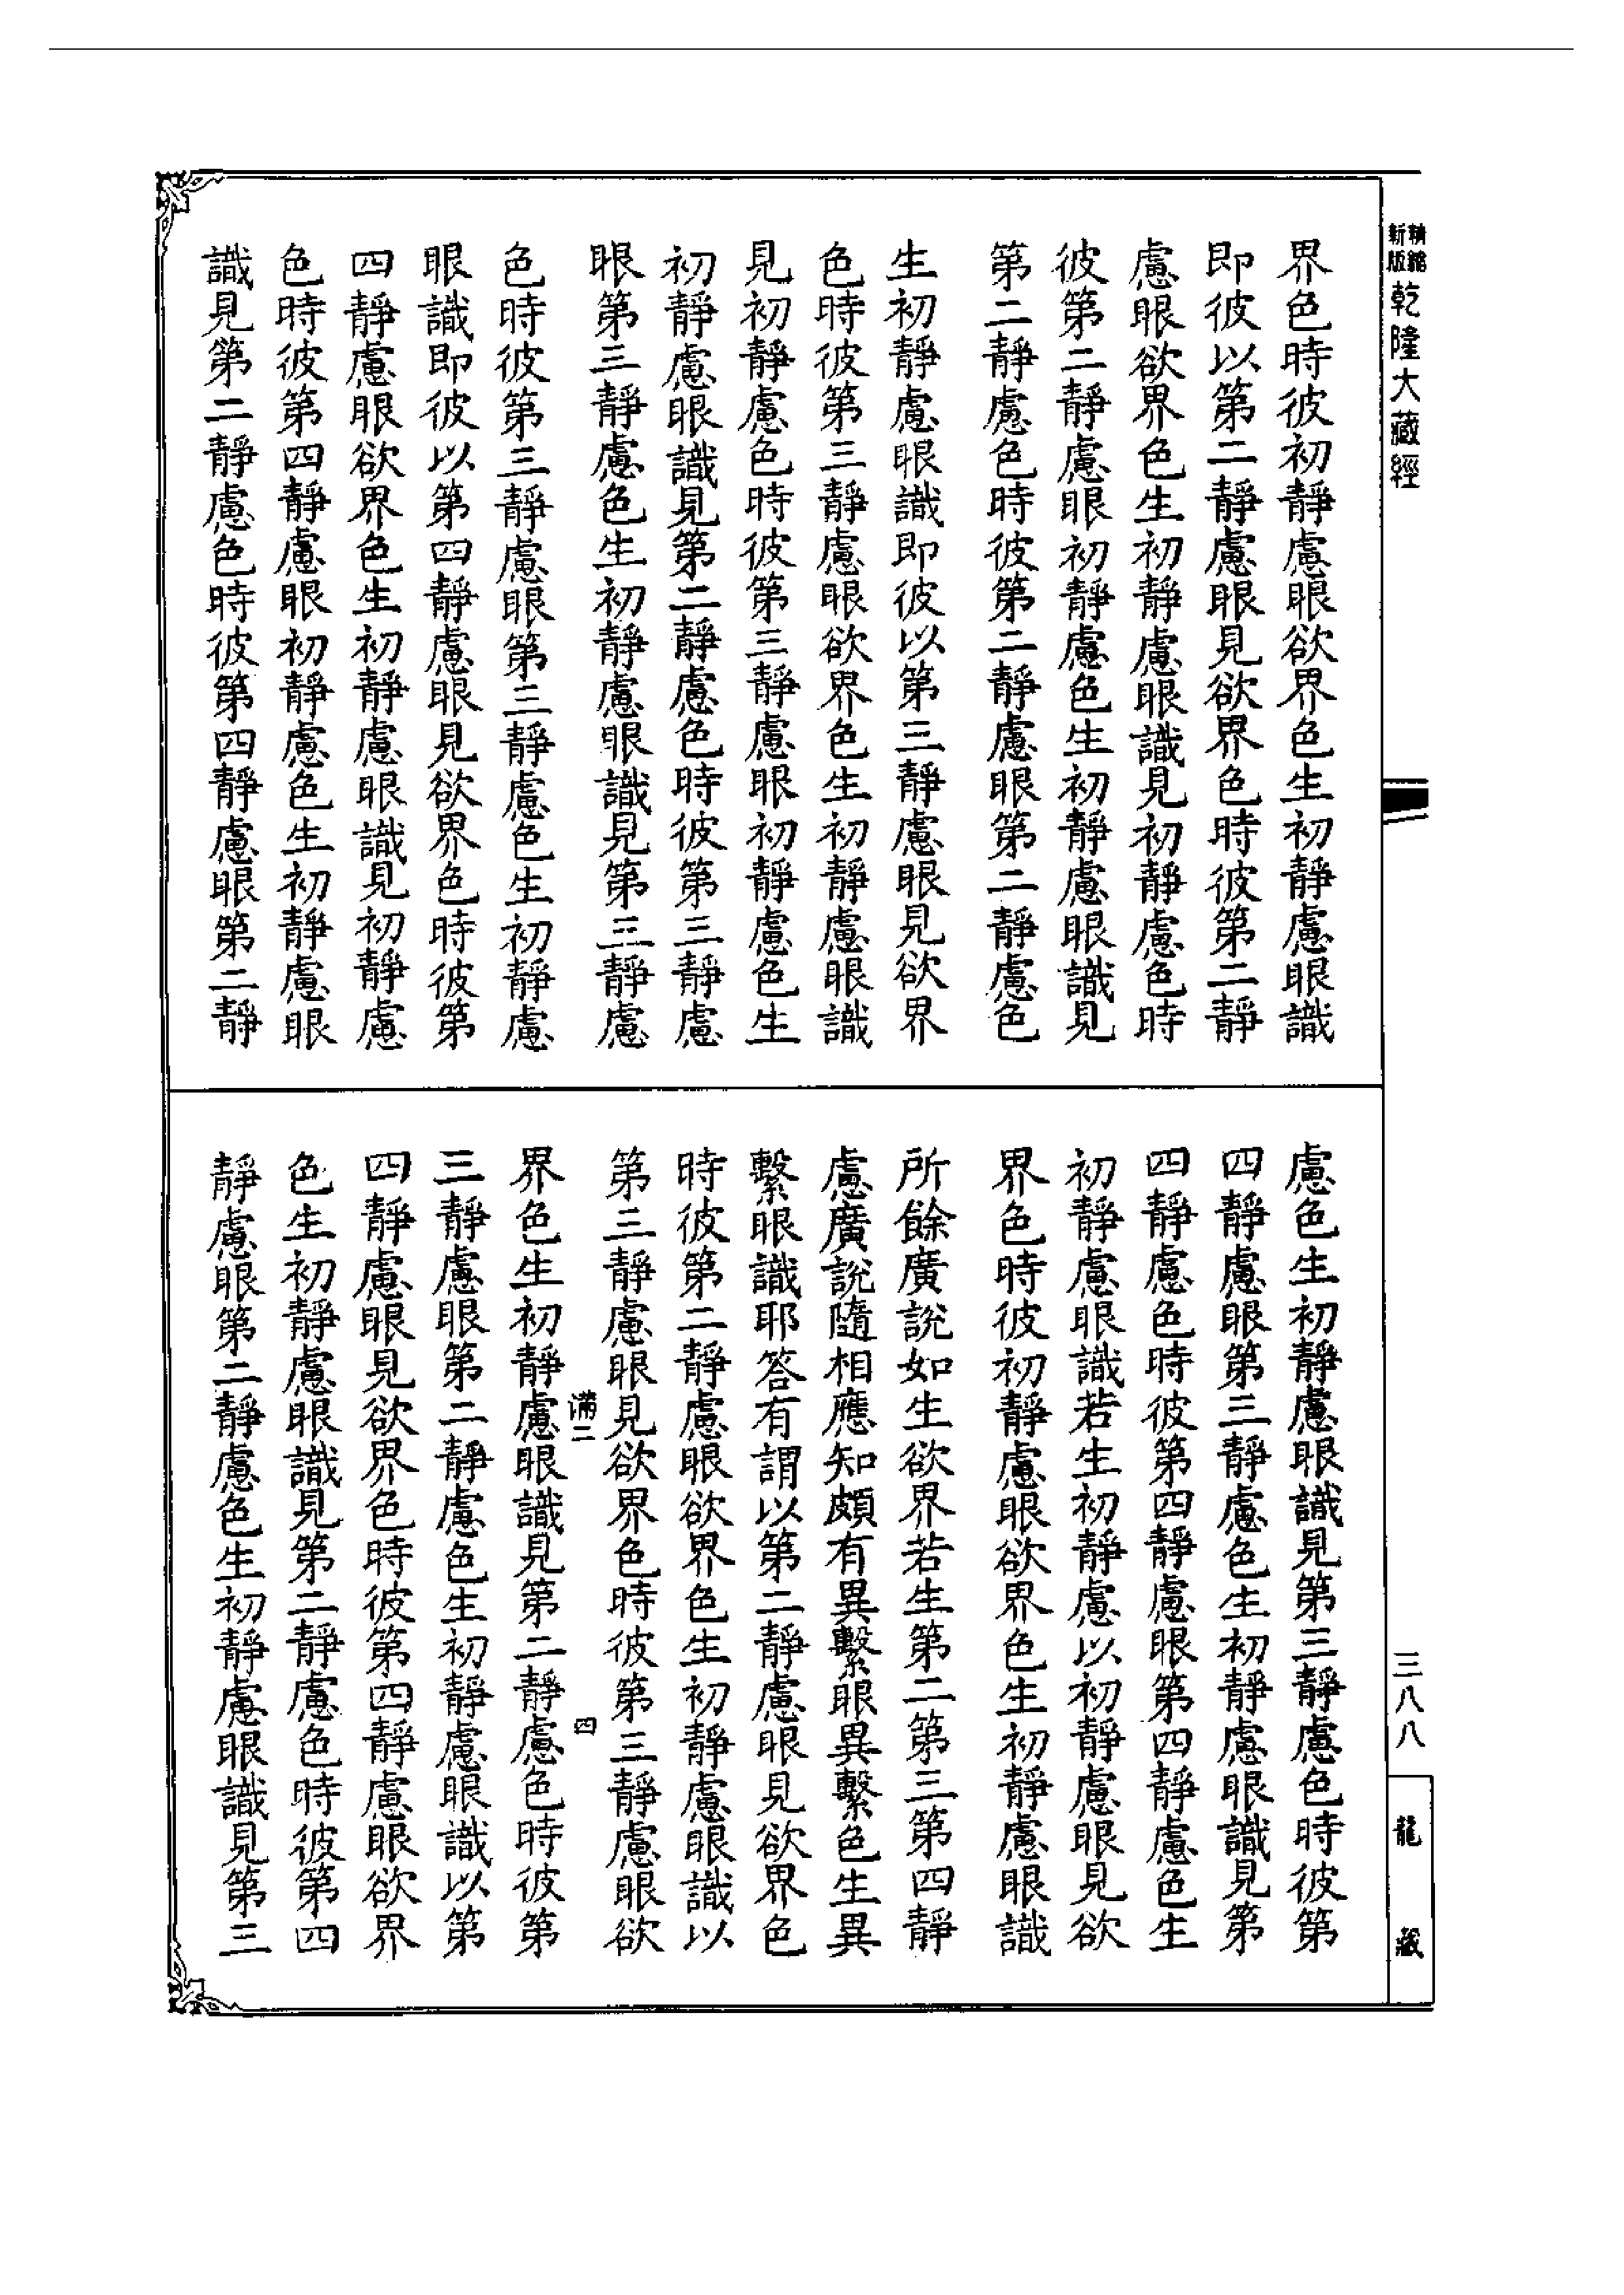 精縮新版乾隆大藏經
界色時彼初靜慮眼欲界色生初靜慮眼識
即彼以第二靜慮眼見欲界色時彼第二靜
慮眼欲界色生初靜慮眼識見初靜慮色時
彼第二靜慮眼初靜慮色生初靜慮眼識見
第二靜慮色時彼第二靜慮眼第二靜慮色
生初靜慮眼識即彼以第三靜慮眼見欲界
色時彼第三靜慮眼欲界色生初靜慮眼識
見初靜慮色時彼第三靜慮眼初靜慮色生
初靜慮眼識見第二靜慮色時彼第三靜慮
眼第三靜慮色生初靜慮眼識見第三靜慮
色時彼第三靜慮眼第三靜慮色生初靜慮
眼識即彼以第四靜慮眼見欲界色時彼第
四靜慮眼欲界色生初靜慮眼識見初靜慮
色時彼第四靜慮眼初靜慮色生初靜慮眼
識見第二靜慮色時彼第四靜慮眼第二靜
慮色生初靜慮眼識見第三靜慮色時彼第
四靜慮眼第三靜慮色生初靜慮眼識見第
四靜慮色時彼第四靜慮眼第四靜慮色生
初靜慮眼識若生初靜慮以初靜慮眼見欲
界色時彼初靜慮眼欲界色生初靜慮眼識
所餘廣說如生欲界若生第二第三第四靜
慮廣說隨相應知頗有異繫眼異繫色生異
繫眼識耶答有謂以第二靜慮眼見欲界色
時彼第二靜慮眼欲界色生初靜慮眼識以
第三靜慮眼見欲界色時彼第三靜慮眼欲
滿二
四
界色生初靜慮眼識見第二靜慮色時彼第
三靜慮眼第二靜慮色生初靜慮眼識以第
四靜慮眼見欲界色時彼第四靜慮眼欲界
色生初靜慮眼識見第二靜慮色時彼第四
靜慮眼第二靜慮色生初靜慮眼識見第三
三八八
龍藏